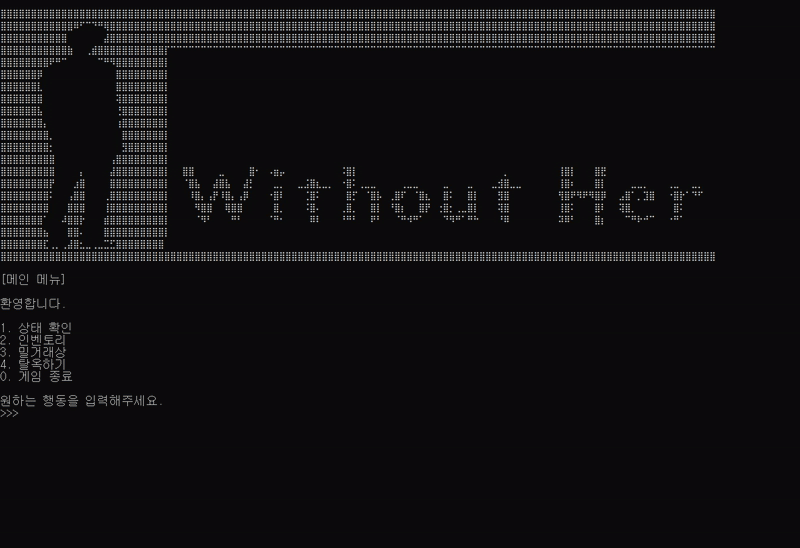 Without Her
[메인 메뉴]
환영합니다.
1. 상태 확인
2. 인벤토리
3. 밀거래상
4. 탈옥하기
0. 게임 종료
원하는 행동을 입력해주세요.
>>>